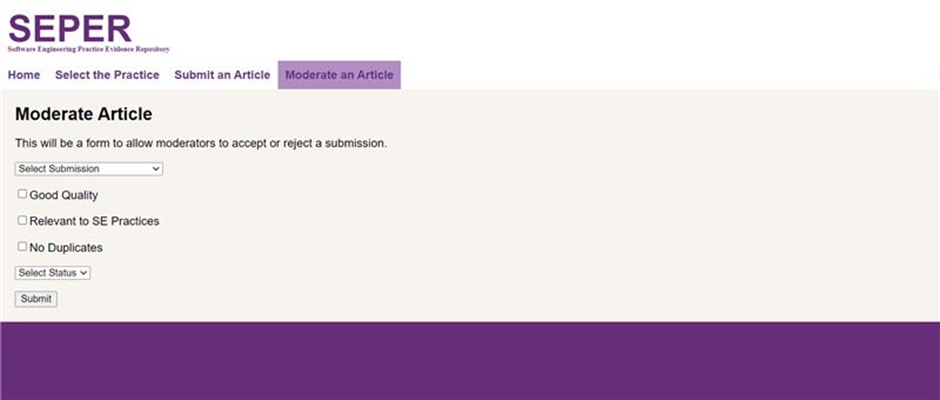 SEPER
Software Engineering Practice Evidence Repository
Home Select the Practice Submit an Article Moderate an Article
Moderate Article
This will be a form to allow moderators to accept or reject a submission.
Select Submission
Good Quality
Relevant to SE Practices
No Duplicates
Select Status
Submit